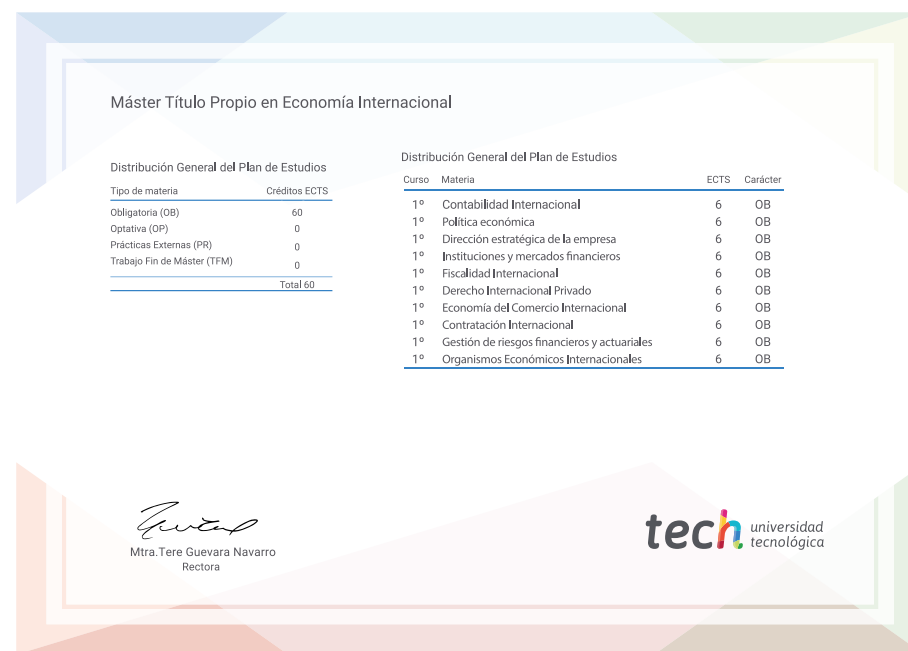 Máster Título Propio en Economía Internacional
Distribución General del Plan de Estudios
Tipo de materia Créditos ECTS
Obligatoria (OB) 60
Optativa (OP) 0
Prácticas Externas (PR) 0
Trabajo Fin de Máster (TFM) 0
Total 60
Distribución General del Plan de Estudios
Curso Materia ECTS Carácter
1º Contabilidad Internacional 6 OB
1º Política económica 6 OB
1º Dirección estratégica de la empresa 6 OB
1º Instituciones y mercados financieros 6 OB
1º Fiscalidad Internacional 6 OB
1º Derecho Internacional Privado 6 OB
1º Economía del Comercio Internacional 6 OB
1º Contratación Internacional 6 OB
1º Gestión de riesgos financieros y actuariales 6 OB
1º Organismos Económicos Internacionales 6 OB
Mtra.Tere Guevara Navarro
Rectora
tech universidad
tecnológica